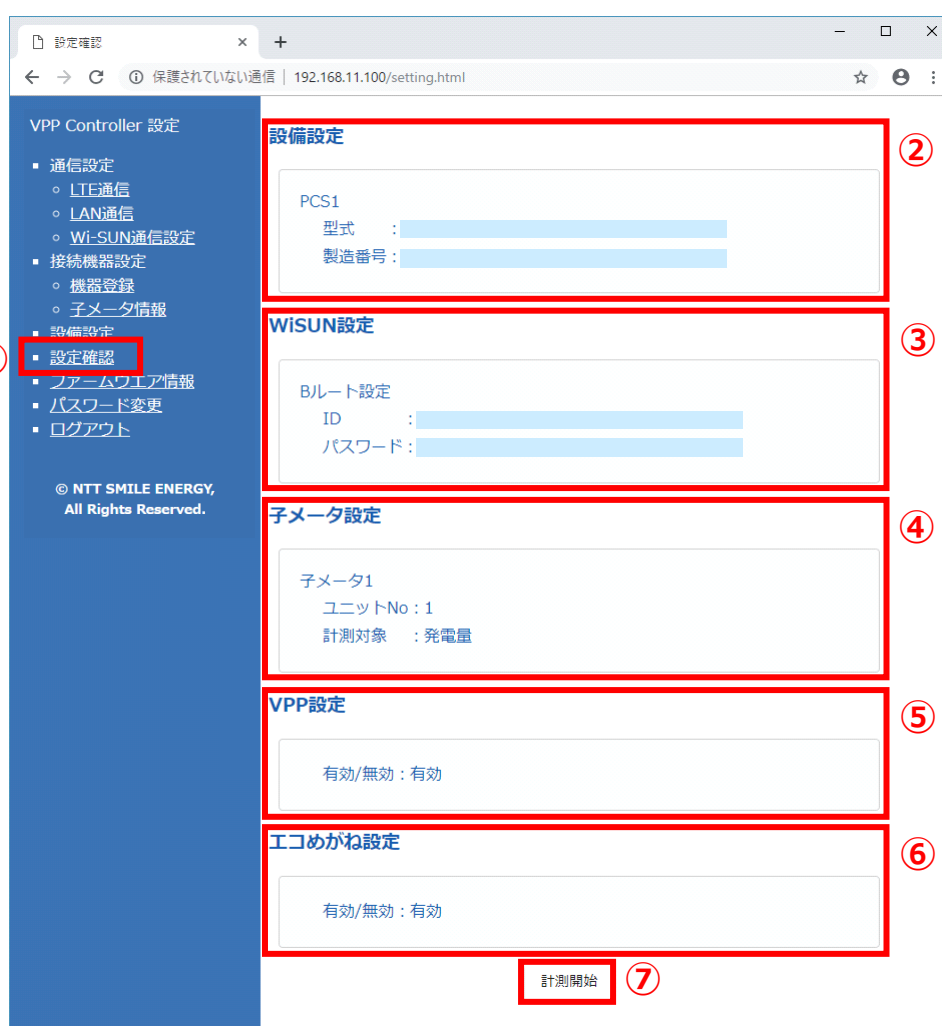 設定確認
保護されていない通信 | 192.168.11.100/setting.html
VPP Controller 設定
通信設定
LTE通信
LAN通信
Wi-SUN通信設定
接続機器設定
機器登録
子メータ情報
設備設定
設定確認
ファームウエア情報
パスワード変更
ログアウト
© NTT SMILE ENERGY,
All Rights Reserved.
設備設定
②
PCS1
型式 :
製造番号 :
WiSUN設定
③
Bルート設定
ID :
パスワード :
子メータ設定
④
子メータ1
ユニットNo : 1
計測対象 : 発電量
VPP設定
⑤
有効/無効 : 有効
エコめがね設定
⑥
有効/無効 : 有効
計測開始 ⑦